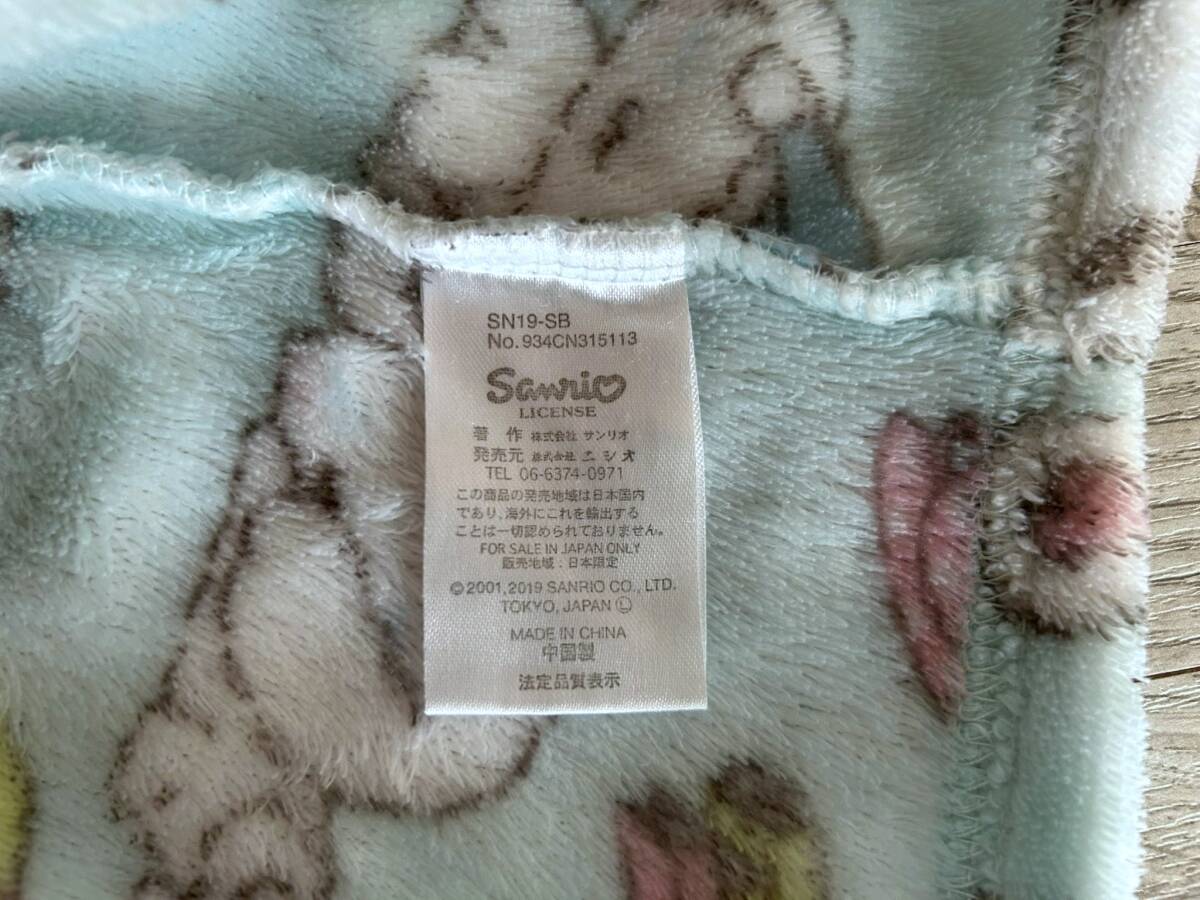 SN19-SB
No.934CN315113
Sanrio
LICENSE
著 作 株式会社 サンリオ
発売元 株式会社 エシオ
TEL 06-6374-0971
この商品の発売地域は日本国内
であり、海外にこれを輸出する
ことは一切認められておりません。
FOR SALE IN JAPAN ONLY
販売地域:日本限定
©2001,2019 SANRIO CO., LTD.
TOKYO, JAPAN Ⓛ
MADE IN CHINA
中国製
法定品質表示